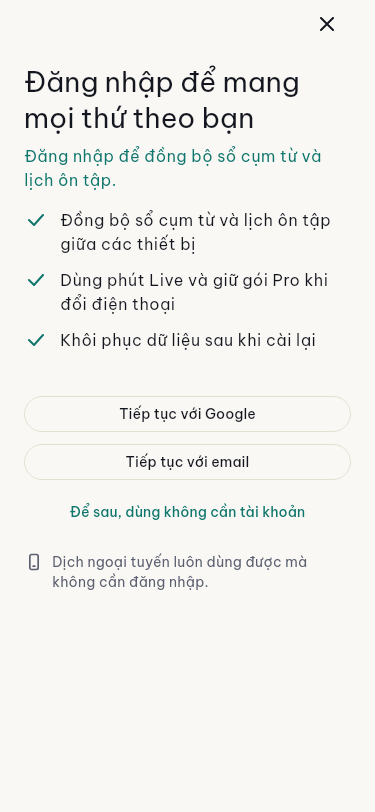 Đăng nhập để mang
mọi thứ theo bạn
Đăng nhập để đồng bộ sổ cụm từ và
lịch ôn tập.
Đồng bộ sổ cụm từ và lịch ôn tập
giữa các thiết bị
Dùng phút Live và giữ gói Pro khi
đổi điện thoại
Khôi phục dữ liệu sau khi cài lại
Tiếp tục với Google
Tiếp tục với email
Để sau, dùng không cần tài khoản
Dịch ngoại tuyến luôn dùng được mà
không cần đăng nhập.